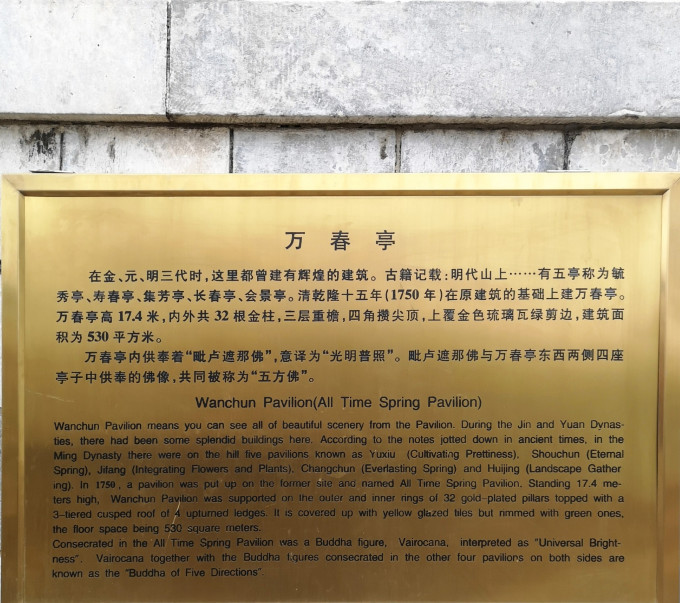 万春亭
在金、元、明三代时,这里都曾建有辉煌的建筑。古籍记载:明代山上……有五亭称为毓
秀亭、寿春亭、集芳亭、长春亭、会景亭。清乾隆十五年(1750年)在原建筑的基础上建万春亭。
万春亭高17.4米,内外共32根金柱,三层重檐,四角攒尖顶,上覆金色琉璃瓦绿剪边,建筑面
积为530平方米。
万春亭内供奉着“毗卢遮那佛”,意译为“光明普照”。毗卢遮那佛与万春亭东西两侧四座
亭子中供奉的佛像,共同被称为“五方佛”。
Wanchun Pavilion(All Time Spring Pavilion)
Wanchun Pavilion means you can see all of beautiful scenery from the Pavilion. During the Jin and Yuan Dynas-
ties, there had been some splendid buildings here. According to the notes jotted down in ancient times, in the
Ming Dynasty there were on the hill five pavilions known as Yuxiu (Cultivating Prettiness), Shouchun (Eternal
Spring), Jifang (Integrating Flowers and Plants), Changchun (Everlasting Spring) and Huijing (Landscape Gather
ing). In 1750, a pavilion was put up on the former site and named All Time Spring Pavilion. Standing 17.4 me-
ters high, Wanchun Pavilion was supported on the outer and inner rings of 32 gold-plated pillars topped with a
3-tiered cusped roof of 4 upturned ledges. It is covered up with yellow glazed tiles but rimmed with green ones,
the floor space being 530 square meters.
Consecrated in the All Time Spring Pavilion was a Buddha figure, Vairocana, interpreted as "Universal Bright-
ness". Vairocana together with the Buddha figures consecrated in the other four pavilions on both sides are
known as the "Buddha of Five Directions".